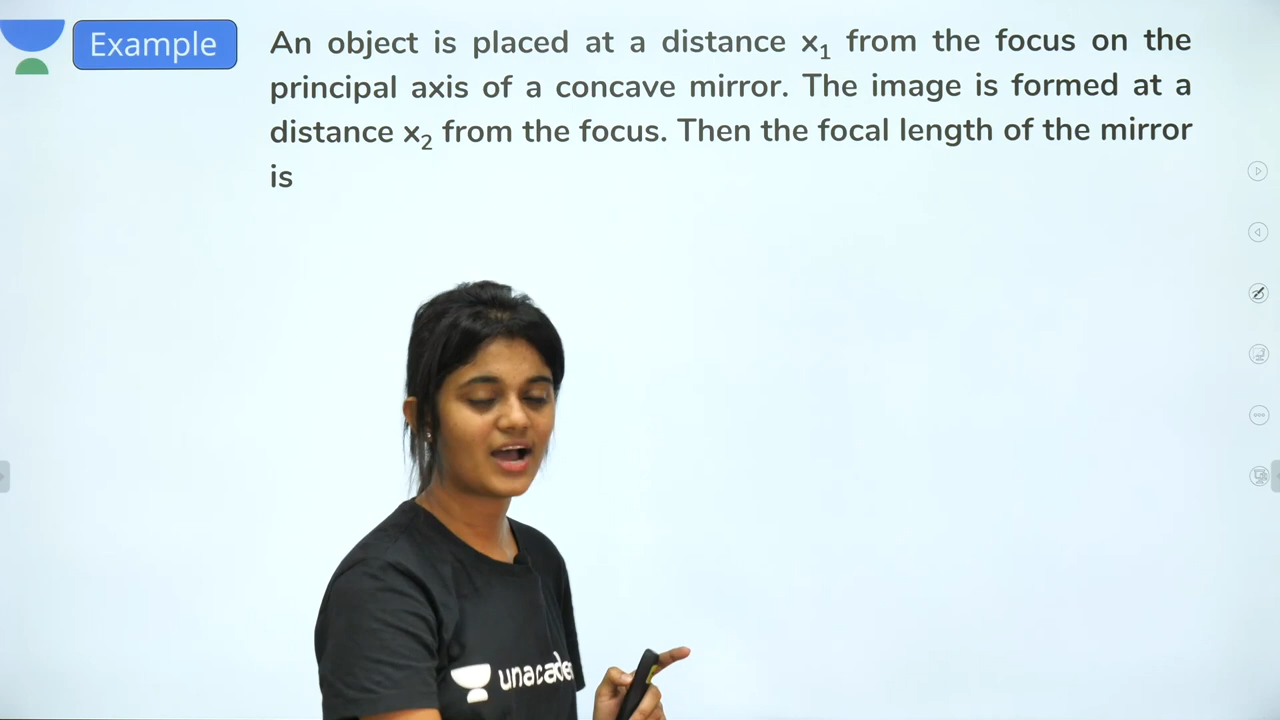 Example
An object is placed at a distance x₁ from the focus on the
principal axis of a concave mirror. The image is formed at a
distance x₂ from the focus. Then the focal length of the mirror
is